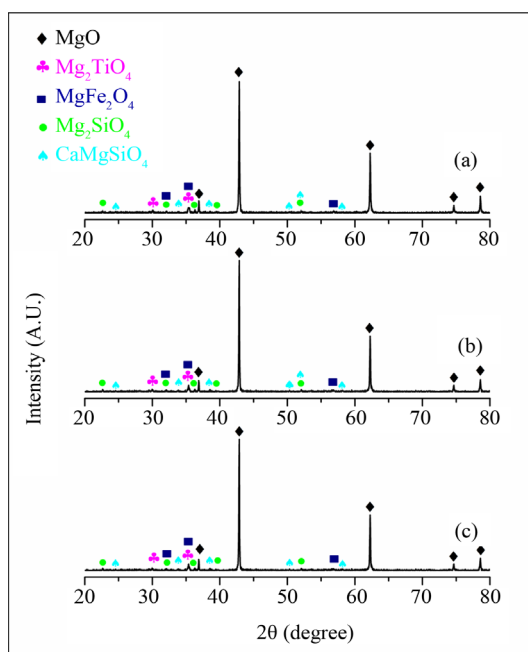 MgO
Mg₂TiO₄
MgFe₂O₄
Mg₂SiO₄
CaMgSiO₄
(a)
20 30 40 50 60 70 80
(b)
20 30 40 50 60 70 80
(c)
20 30 40 50 60 70 80
Intensity (A.U.)
2θ (degree)